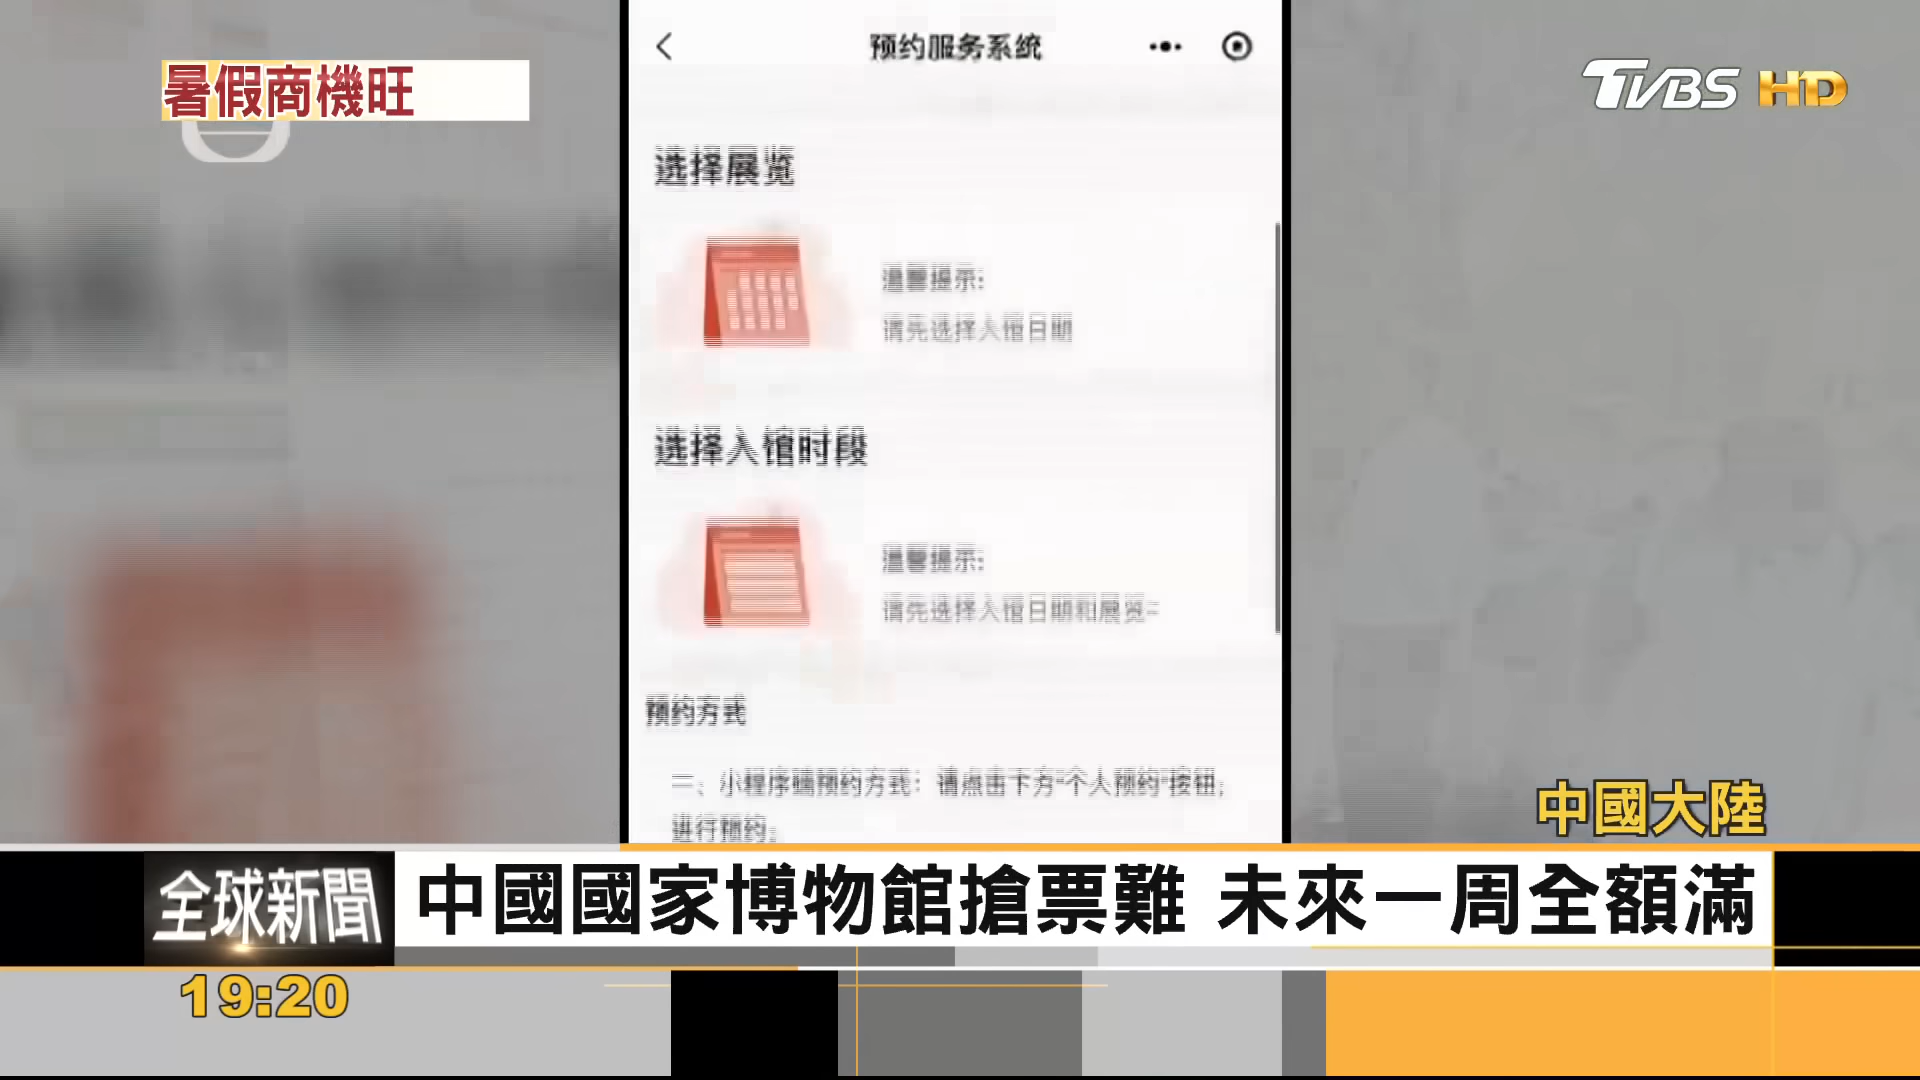 暑假商機旺
TVBS HD
预约服务系统
选择展览
温馨提示:
请先选择入馆日期
选择入馆时段
温馨提示:
请先选择入馆日期和展览~
预约方式
一、小程序端预约方式：请点击下方"个人预约"按钮;
进行预约;
中國大陸
全球新聞
中國國家博物館搶票難 未來一周全額滿
19:20